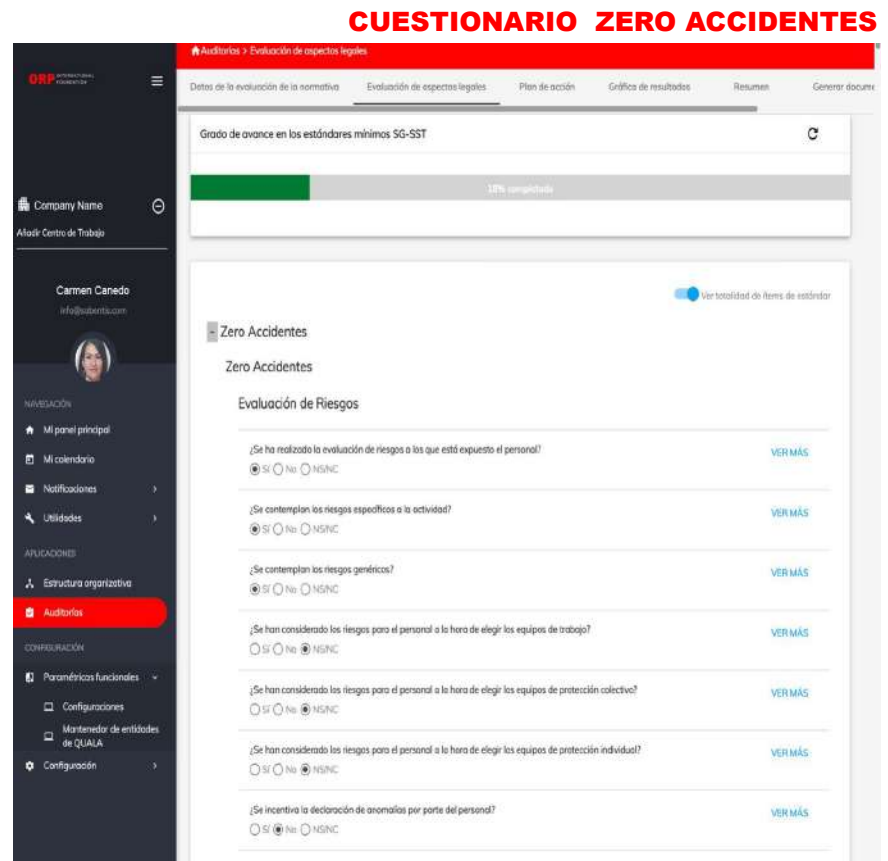 CUESTIONARIO ZERO ACCIDENTES
Auditorías > Evaluación de aspectos legales
ORP INTERNATIONAL FOUNDATION
Datos de la evaluación de la normativa
Evaluación de aspectos legales
Plan de acción
Gráfica de resultados
Resumen
Generar docume
Grado de avance en los estándares mínimos SG-SST
18% completado
Company Name
Añadir Centro de Trabajo
Carmen Canedo
info@sabentis.com
NAVEGACIÓN
Mi panel principal
Mi calendario
Notificaciones
Utilidades
APLICACIONES
Estructura organizativa
Auditorías
CONFIGURACIÓN
Paramétricas funcionales
Configuraciones
Mantenedor de entidades
de QUALA
Configuración
Ver totalidad de ítems de estándar
- Zero Accidentes
Zero Accidentes
Evaluación de Riesgos
¿Se ha realizado la evaluación de riesgos a los que está expuesto el personal?
VER MÁS
Sí No NS/NC
¿Se contemplan los riesgos específicos a la actividad?
VER MÁS
Sí No NS/NC
¿Se contemplan los riesgos genéricos?
VER MÁS
Sí No NS/NC
¿Se han considerado los riesgos para el personal a la hora de elegir los equipos de trabajo?
VER MÁS
Sí No NS/NC
¿Se han considerado los riesgos para el personal a la hora de elegir los equipos de protección colectiva?
VER MÁS
Sí No NS/NC
¿Se han considerado los riesgos para el personal a la hora de elegir los equipos de protección individual?
VER MÁS
Sí No NS/NC
¿Se incentiva la declaración de anomalías por parte del personal?
VER MÁS
Sí No NS/NC